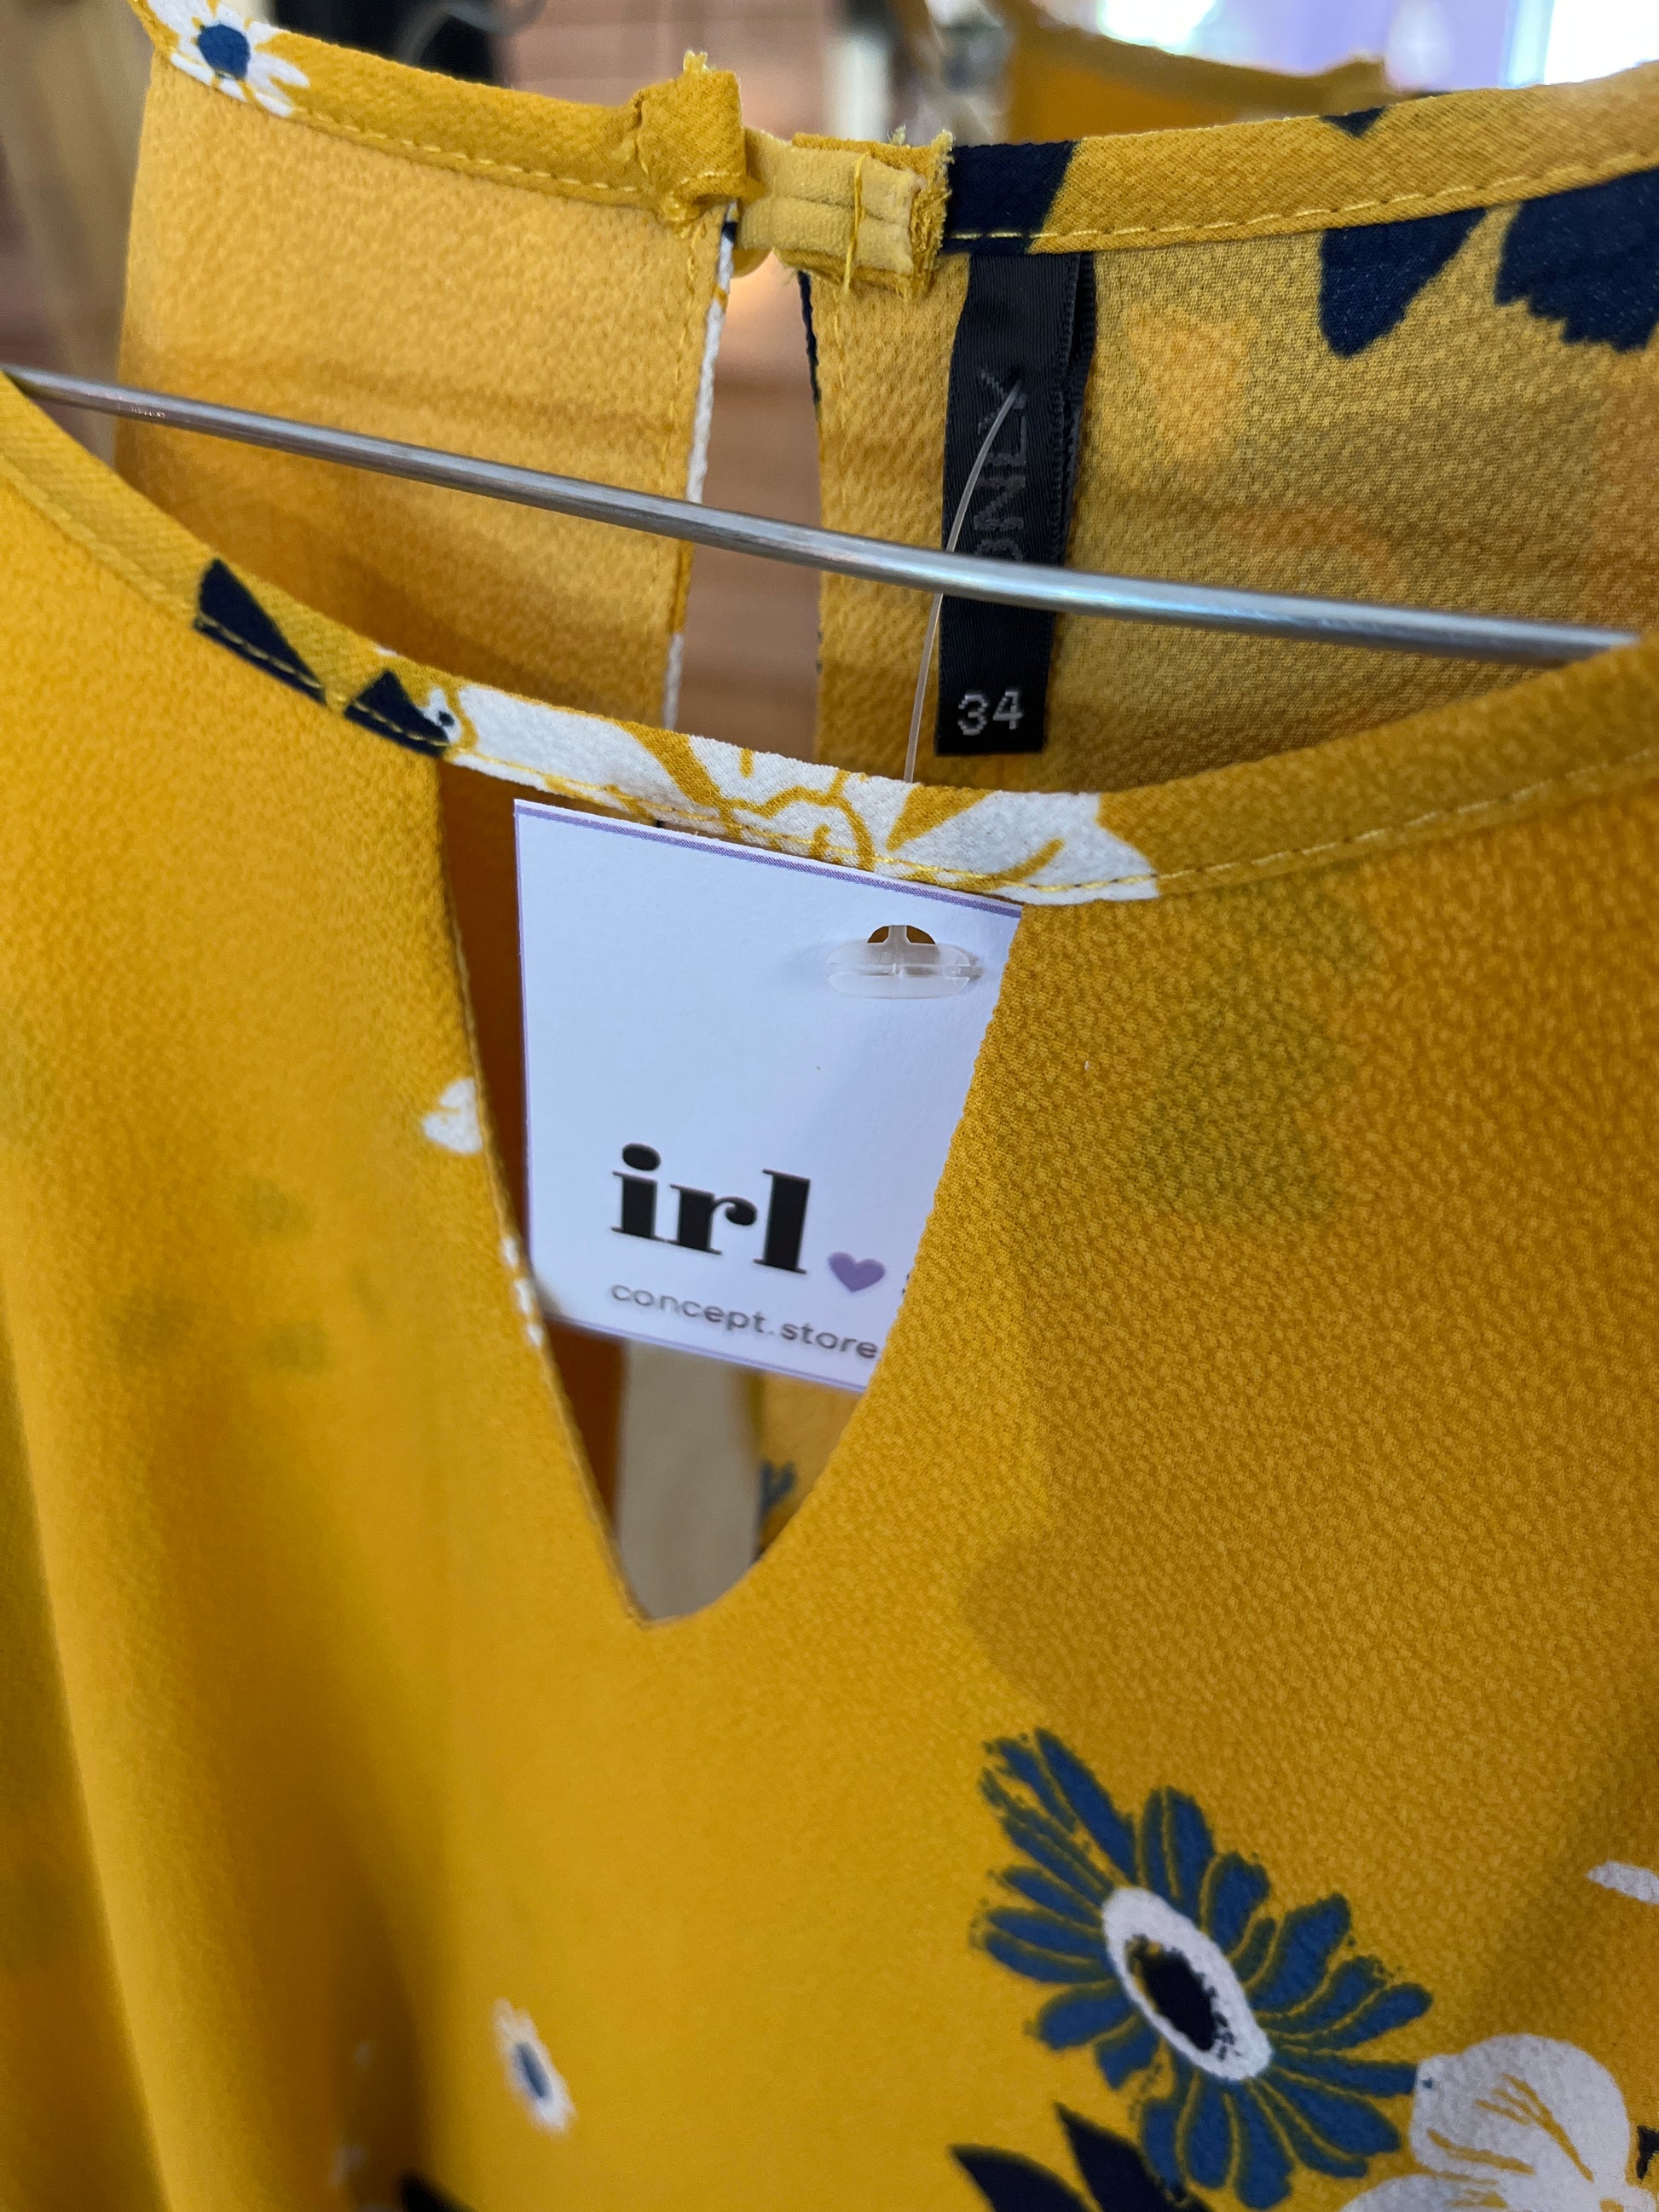 ONLY
34
irl
concept.store